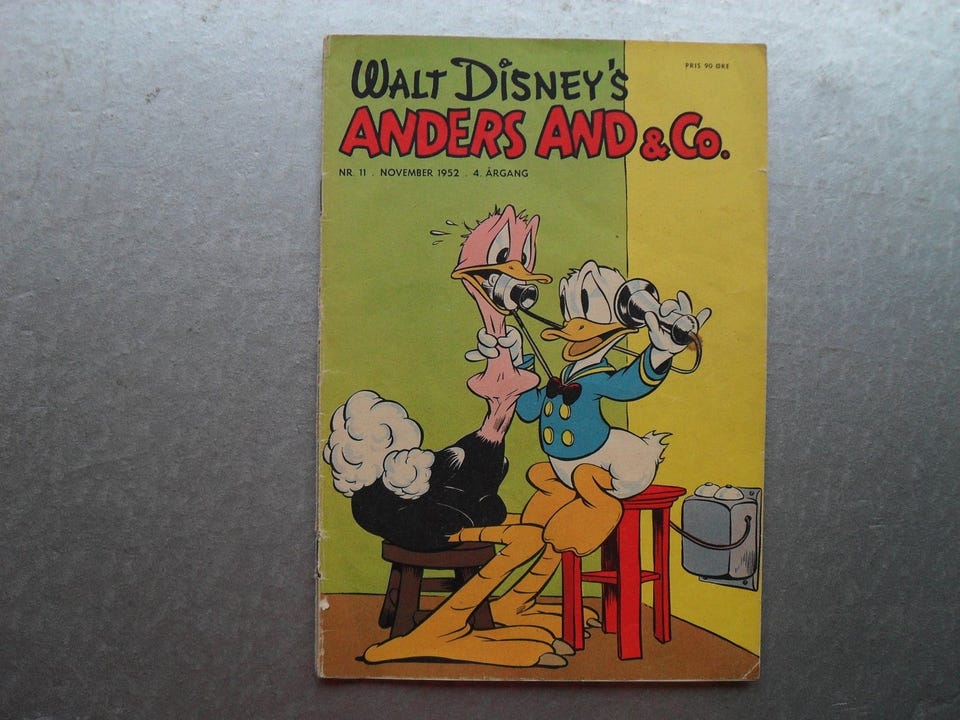 WALT DISNEY'S
PRIS 90 ØRE
ANDERS AND & CO.
NR. 11 . NOVEMBER 1952 . 4. ÅRGANG